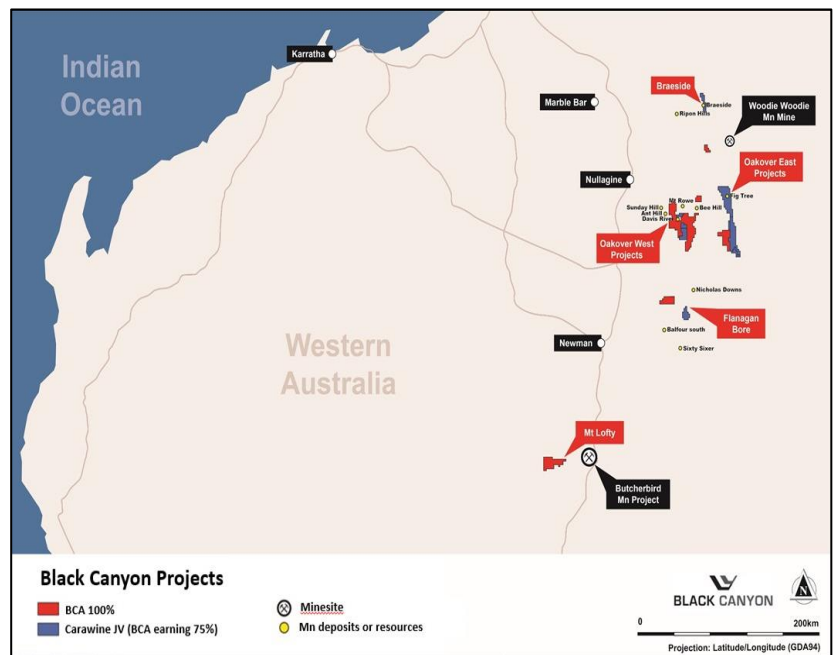 Indian
Ocean
Karratha
Marble Bar
Braeside
Braeside
Ripon Hills
Woodie Woodie
Mn Mine
Nullagine
Oakover East
Projects
Fig Tree
Mt Rowe
Sunday Hill
Bee Hill
Ant Hill
Davis River
Oakover West
Projects
Nicholas Downs
Flanagan
Bore
Balfour south
Newman
Sixty Sixer
Western
Australia
Mt Lofty
Butcherbird
Mn Project
Black Canyon Projects
BCA 100%
Carawine JV (BCA earning 75%)
Minesite
Mn deposits or resources
BLACK CANYON
N
0 200km
Projection: Latitude/Longitude (GDA94)